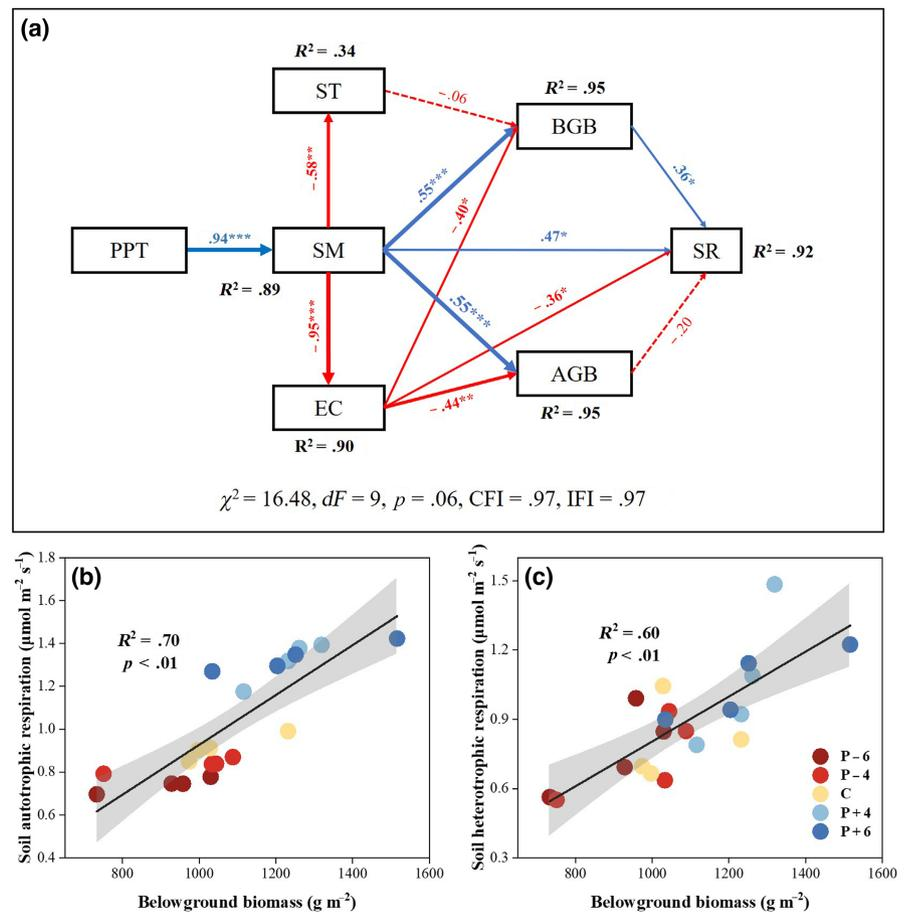 (a)
R² = .34
ST
−.06
R² = .95
BGB
−.58**
.55***
−.40*
.36*
PPT
.94***
SM
.47*
SR
R² = .92
R² = .89
−.95***
.55***
−.36*
−.20
AGB
EC
−.44**
R² = .95
R² = .90
χ² = 16.48, dF = 9, p = .06, CFI = .97, IFI = .97
(b)
Soil autotrophic respiration (μmol m⁻² s⁻¹)
1.8
1.6
1.4
1.2
1.0
0.8
0.6
0.4
R² = .70
p < .01
800
1000
1200
1400
1600
Belowground biomass (g m⁻²)
(c)
Soil heterotrophic respiration (μmol m⁻² s⁻¹)
1.5
1.2
0.9
0.6
0.3
R² = .60
p < .01
P − 6
P − 4
C
P + 4
P + 6
800
1000
1200
1400
1600
Belowground biomass (g m⁻²)